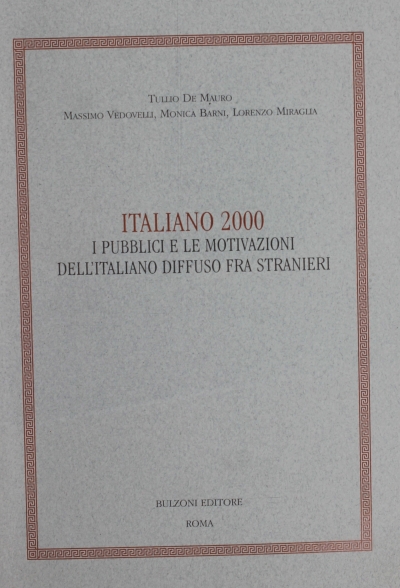 Tullio De Mauro
Massimo Vedovelli, Monica Barni, Lorenzo Miraglia
ITALIANO 2000
I PUBBLICI E LE MOTIVAZIONI
DELL'ITALIANO DIFFUSO FRA STRANIERI
BULZONI EDITORE
ROMA